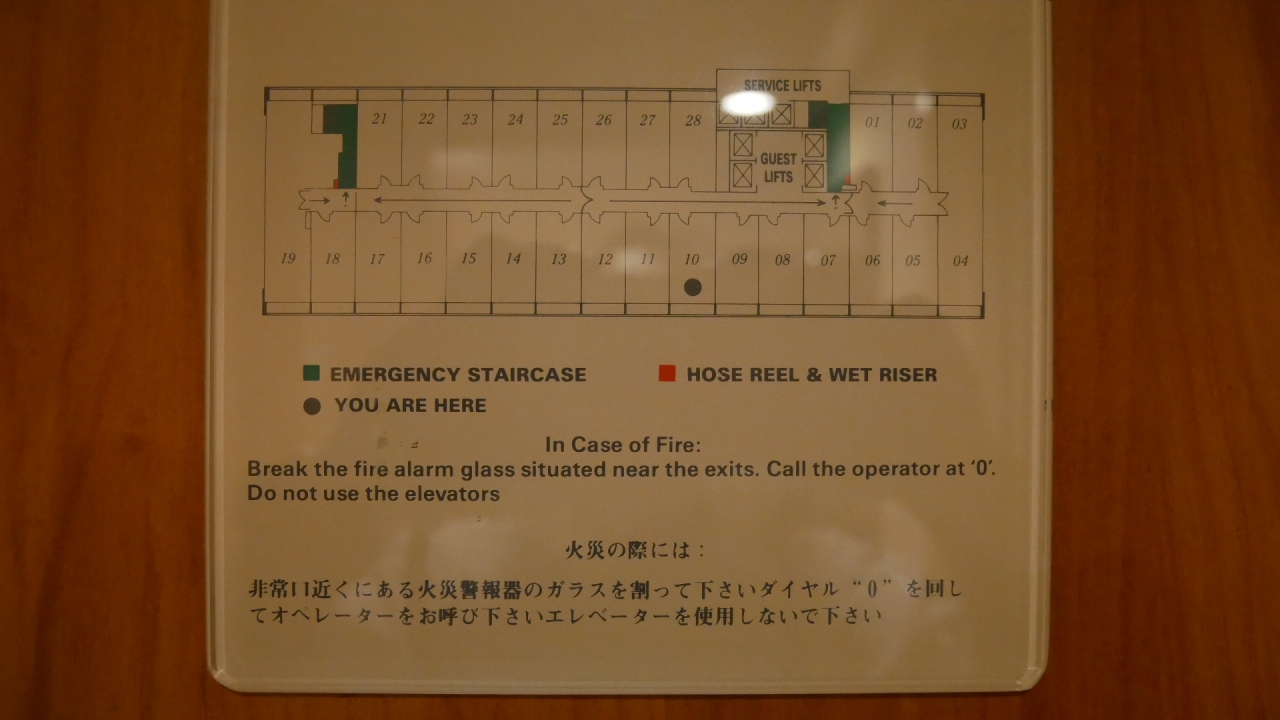 SERVICE LIFTS
21 22 23 24 25 26 27 28 01 02 03
GUEST
LIFTS
19 18 17 16 15 14 13 12 11 10 09 08 07 06 05 04
EMERGENCY STAIRCASE
HOSE REEL & WET RISER
YOU ARE HERE
In Case of Fire:
Break the fire alarm glass situated near the exits. Call the operator at ‘0’.
Do not use the elevators
火災の際には：
非常口近くにある火災警報器のガラスを割って下さいダイヤル “0” を回し
てオペレーターをお呼び下さいエレベーターを使用しないで下さい